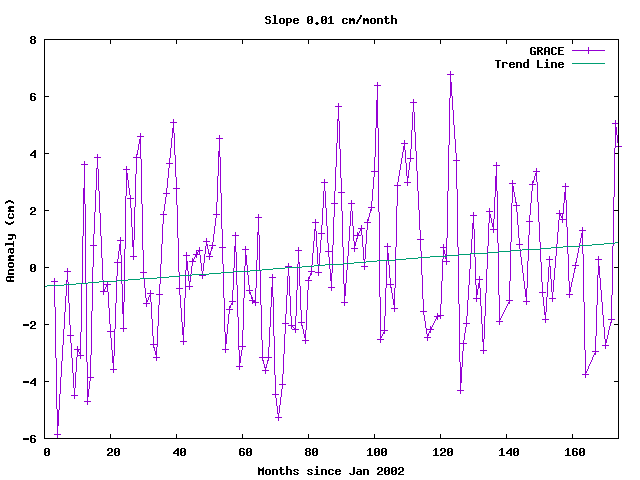 Slope 0.01 cm/month
GRACE
Trend Line
8
6
4
2
0
-2
-4
-6
Anomaly (cm)
0 20 40 60 80 100 120 140 160
Months since Jan 2002